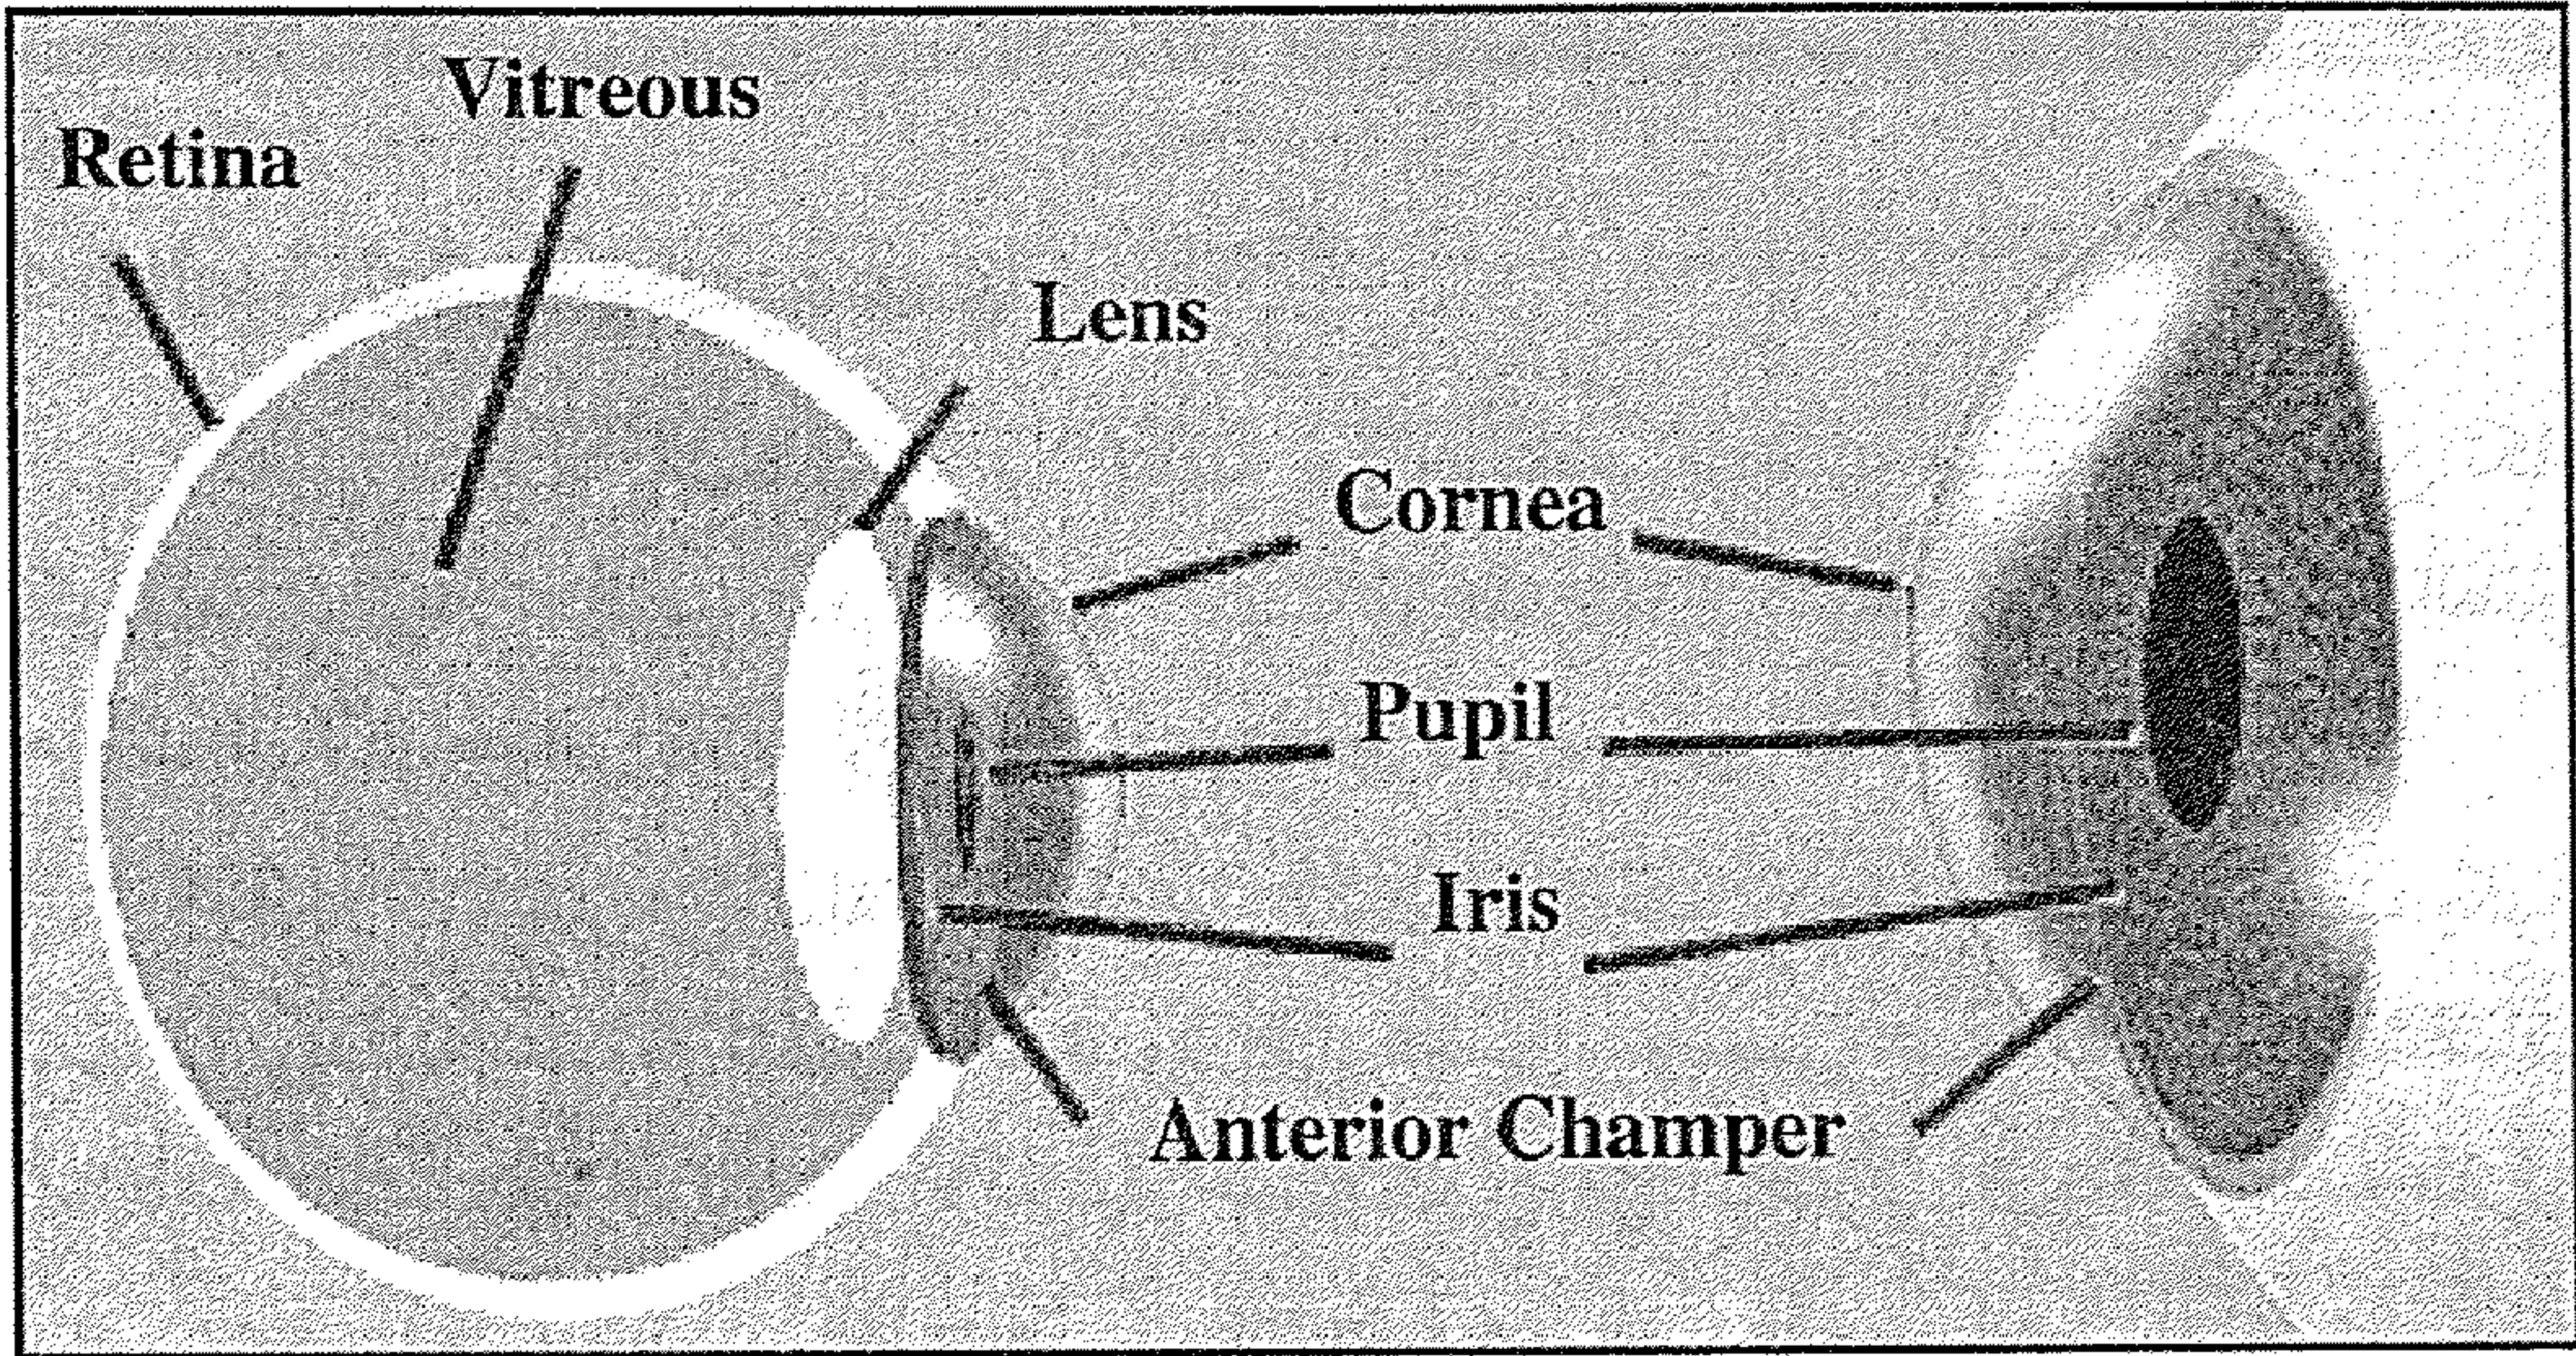 Vitreous
Retina
Lens
Cornea
Pupil
Iris
Anterior Champer